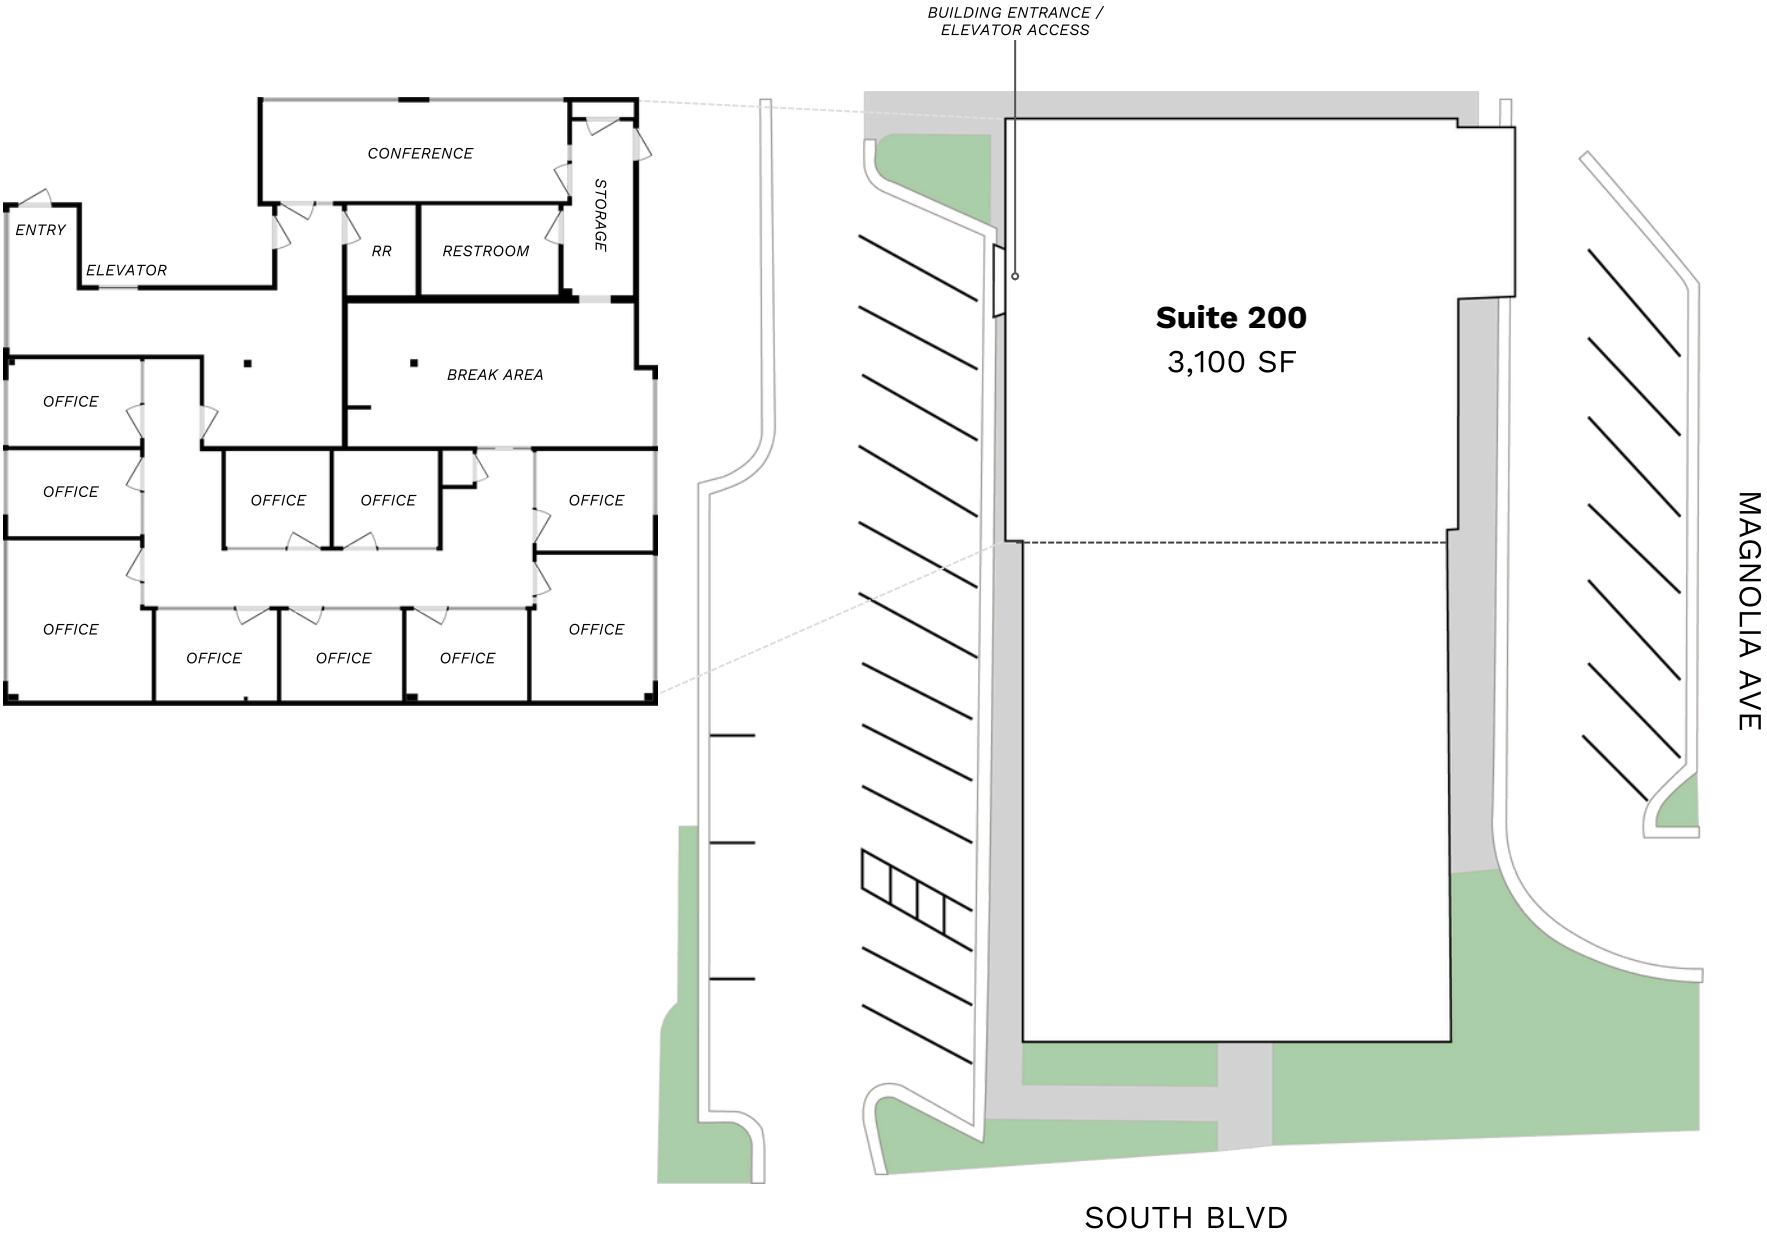 BUILDING ENTRANCE /
ELEVATOR ACCESS
CONFERENCE
STORAGE
ENTRY
RR
RESTROOM
ELEVATOR
BREAK AREA
OFFICE
OFFICE
OFFICE
OFFICE
OFFICE
OFFICE
OFFICE
OFFICE
OFFICE
OFFICE
Suite 200
3,100 SF
MAGNOLIA AVE
SOUTH BLVD